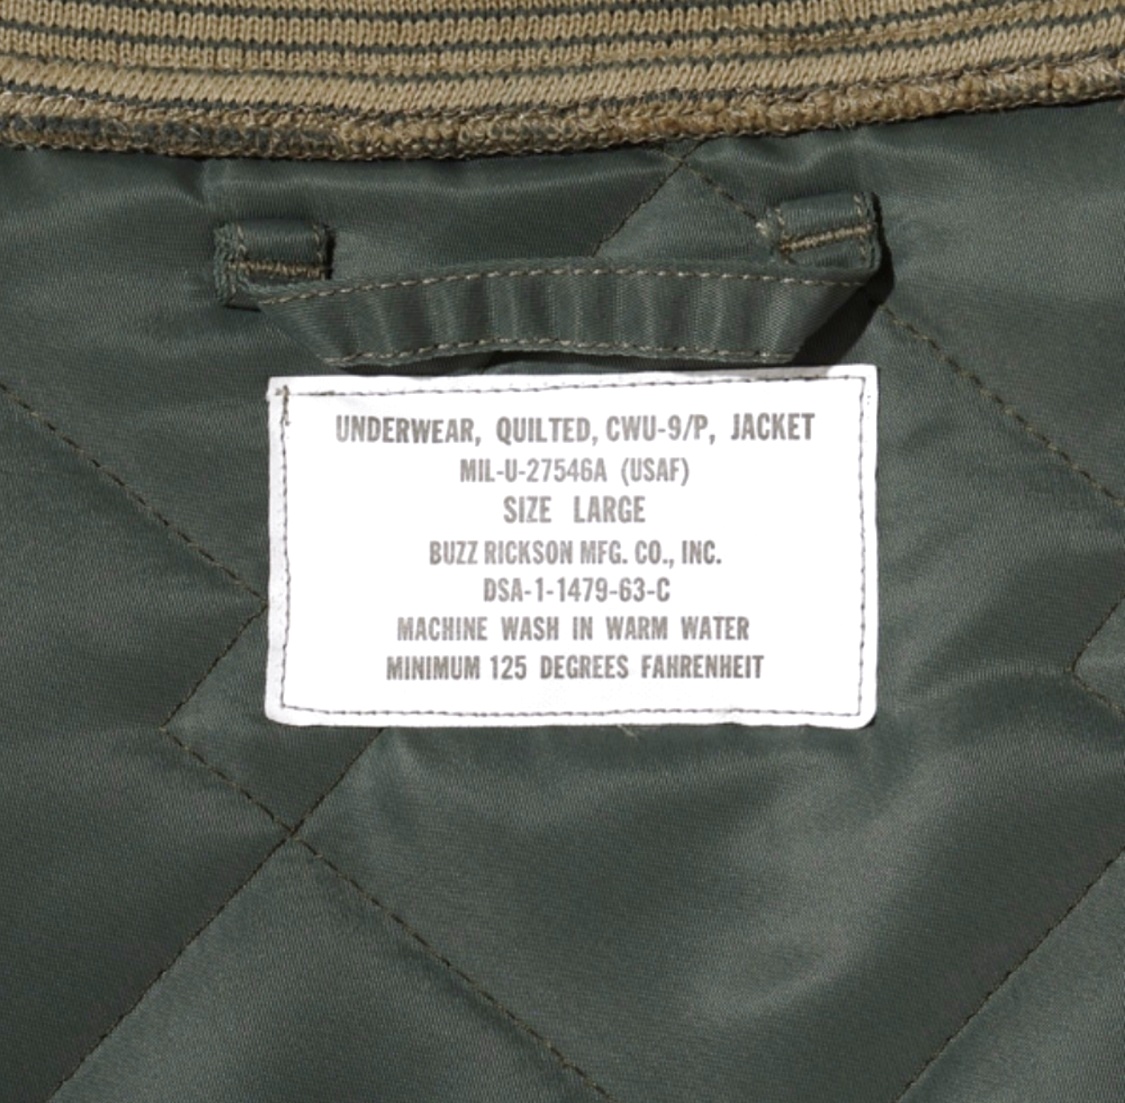 UNDERWEAR, QUILTED, CWU-9/P, JACKET
MIL-U-27546A (USAF)
SIZE LARGE
BUZZ RICKSON MFG. CO., INC.
DSA-1-1479-63-C
MACHINE WASH IN WARM WATER
MINIMUM 125 DEGREES FAHRENHEIT